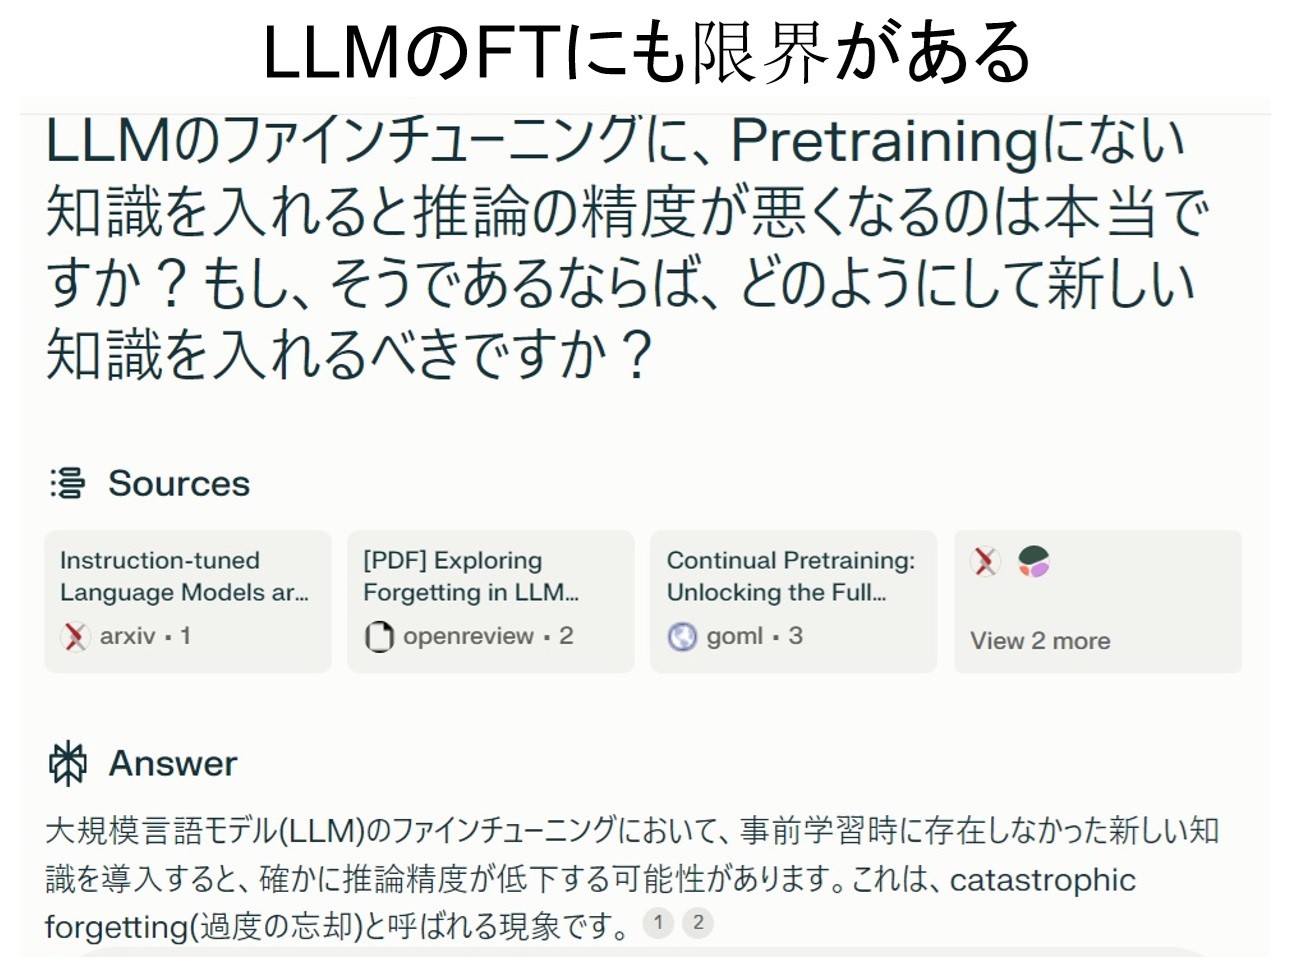 LLMのFTにも限界がある
LLMのファインチューニングに、Pretrainingにない
知識を入れると推論の精度が悪くなるのは本当で
すか？もし、そうであるならば、どのようにして新しい
知識を入れるべきですか？
Sources
Instruction-tuned
Language Models ar...
arxiv · 1
[PDF] Exploring
Forgetting in LLM...
openreview · 2
Continual Pretraining:
Unlocking the Full...
goml · 3
View 2 more
Answer
大規模言語モデル(LLM)のファインチューニングにおいて、事前学習時に存在しなかった新しい知
識を導入すると、確かに推論精度が低下する可能性があります。これは、catastrophic
forgetting(過度の忘却)と呼ばれる現象です。 1 2